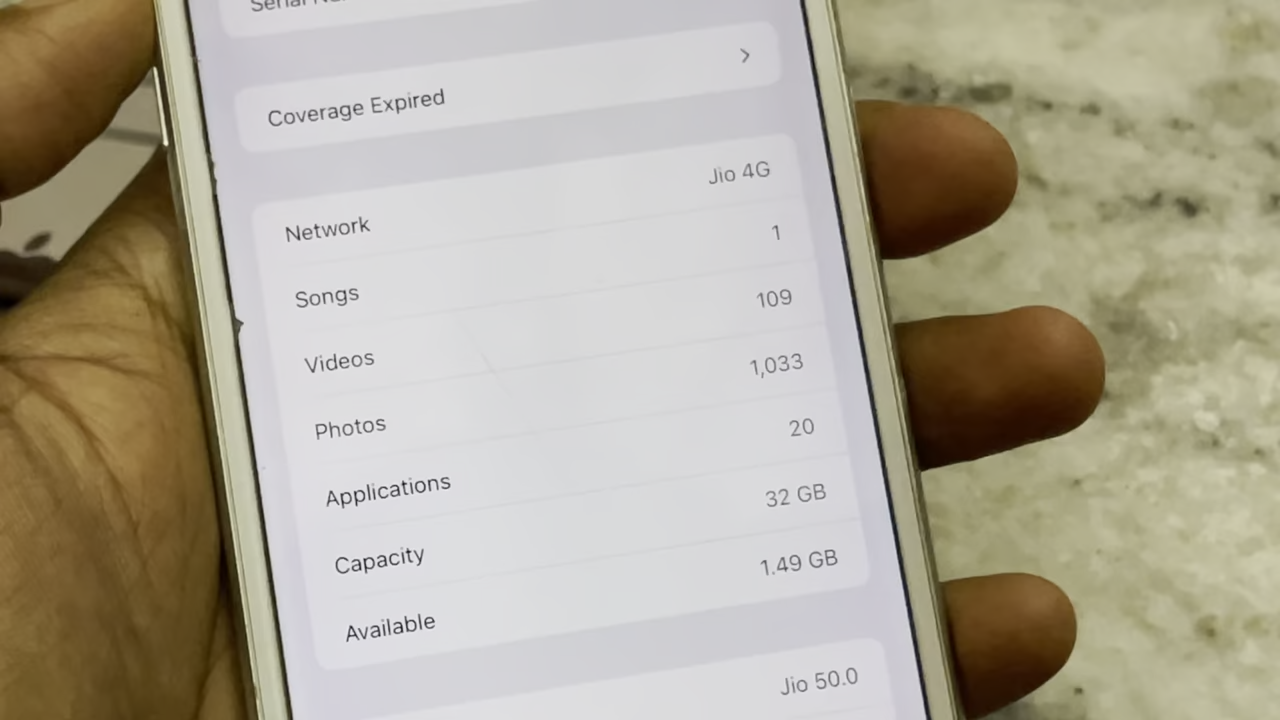 Serial
Coverage Expired
Network Jio 4G
Songs 1
Videos 109
Photos 1,033
Applications 20
Capacity 32 GB
Available 1.49 GB
Jio 50.0